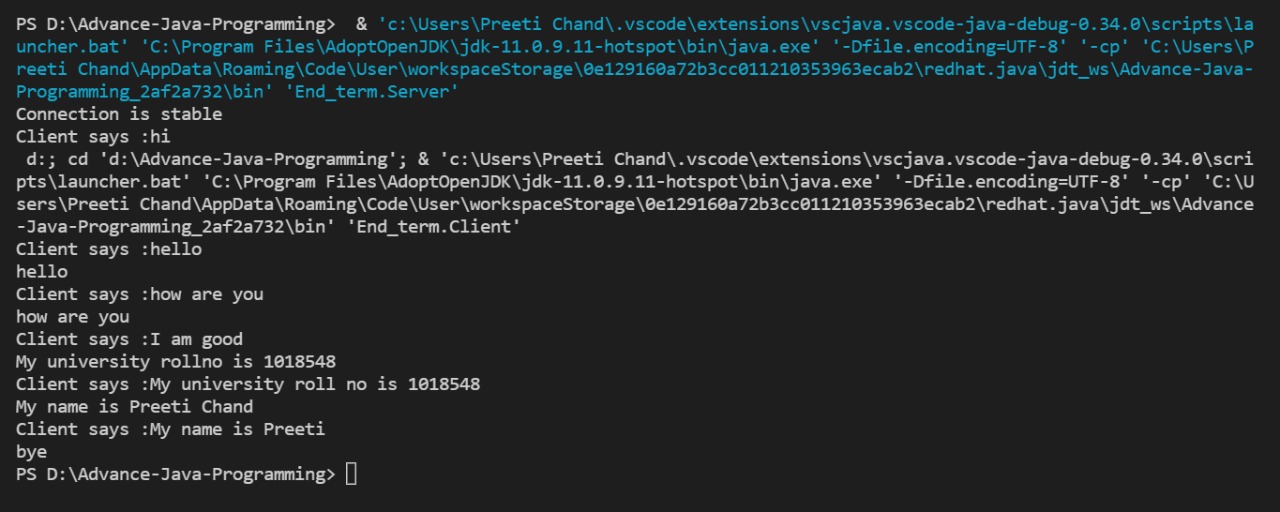 PS D:\Advance-Java-Programming>  & 'c:\Users\Preeti Chand\.vscode\extensions\vscjava.vscode-java-debug-0.34.0\scripts\la
uncher.bat' 'C:\Program Files\AdoptOpenJDK\jdk-11.0.9.11-hotspot\bin\java.exe' '-Dfile.encoding=UTF-8' '-cp' 'C:\Users\P
reeti Chand\AppData\Roaming\Code\User\workspaceStorage\0e129160a72b3cc011210353963ecab2\redhat.java\jdt_ws\Advance-Java-
Programming_2af2a732\bin' 'End_term.Server'
Connection is stable
Client says :hi
 d:; cd 'd:\Advance-Java-Programming'; & 'c:\Users\Preeti Chand\.vscode\extensions\vscjava.vscode-java-debug-0.34.0\scri
pts\launcher.bat' 'C:\Program Files\AdoptOpenJDK\jdk-11.0.9.11-hotspot\bin\java.exe' '-Dfile.encoding=UTF-8' '-cp' 'C:\U
sers\Preeti Chand\AppData\Roaming\Code\User\workspaceStorage\0e129160a72b3cc011210353963ecab2\redhat.java\jdt_ws\Advance
-Java-Programming_2af2a732\bin' 'End_term.Client'
Client says :hello
hello
Client says :how are you
how are you
Client says :I am good
My university rollno is 1018548
Client says :My university roll no is 1018548
My name is Preeti Chand
Client says :My name is Preeti
bye
PS D:\Advance-Java-Programming>